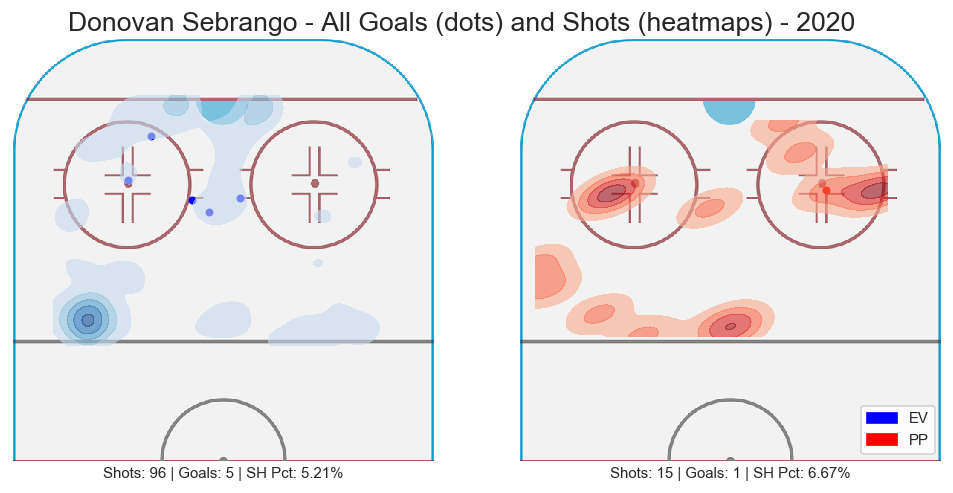 Donovan Sebrango - All Goals (dots) and Shots (heatmaps) - 2020
EV
PP
Shots: 96 | Goals: 5 | SH Pct: 5.21%
Shots: 15 | Goals: 1 | SH Pct: 6.67%